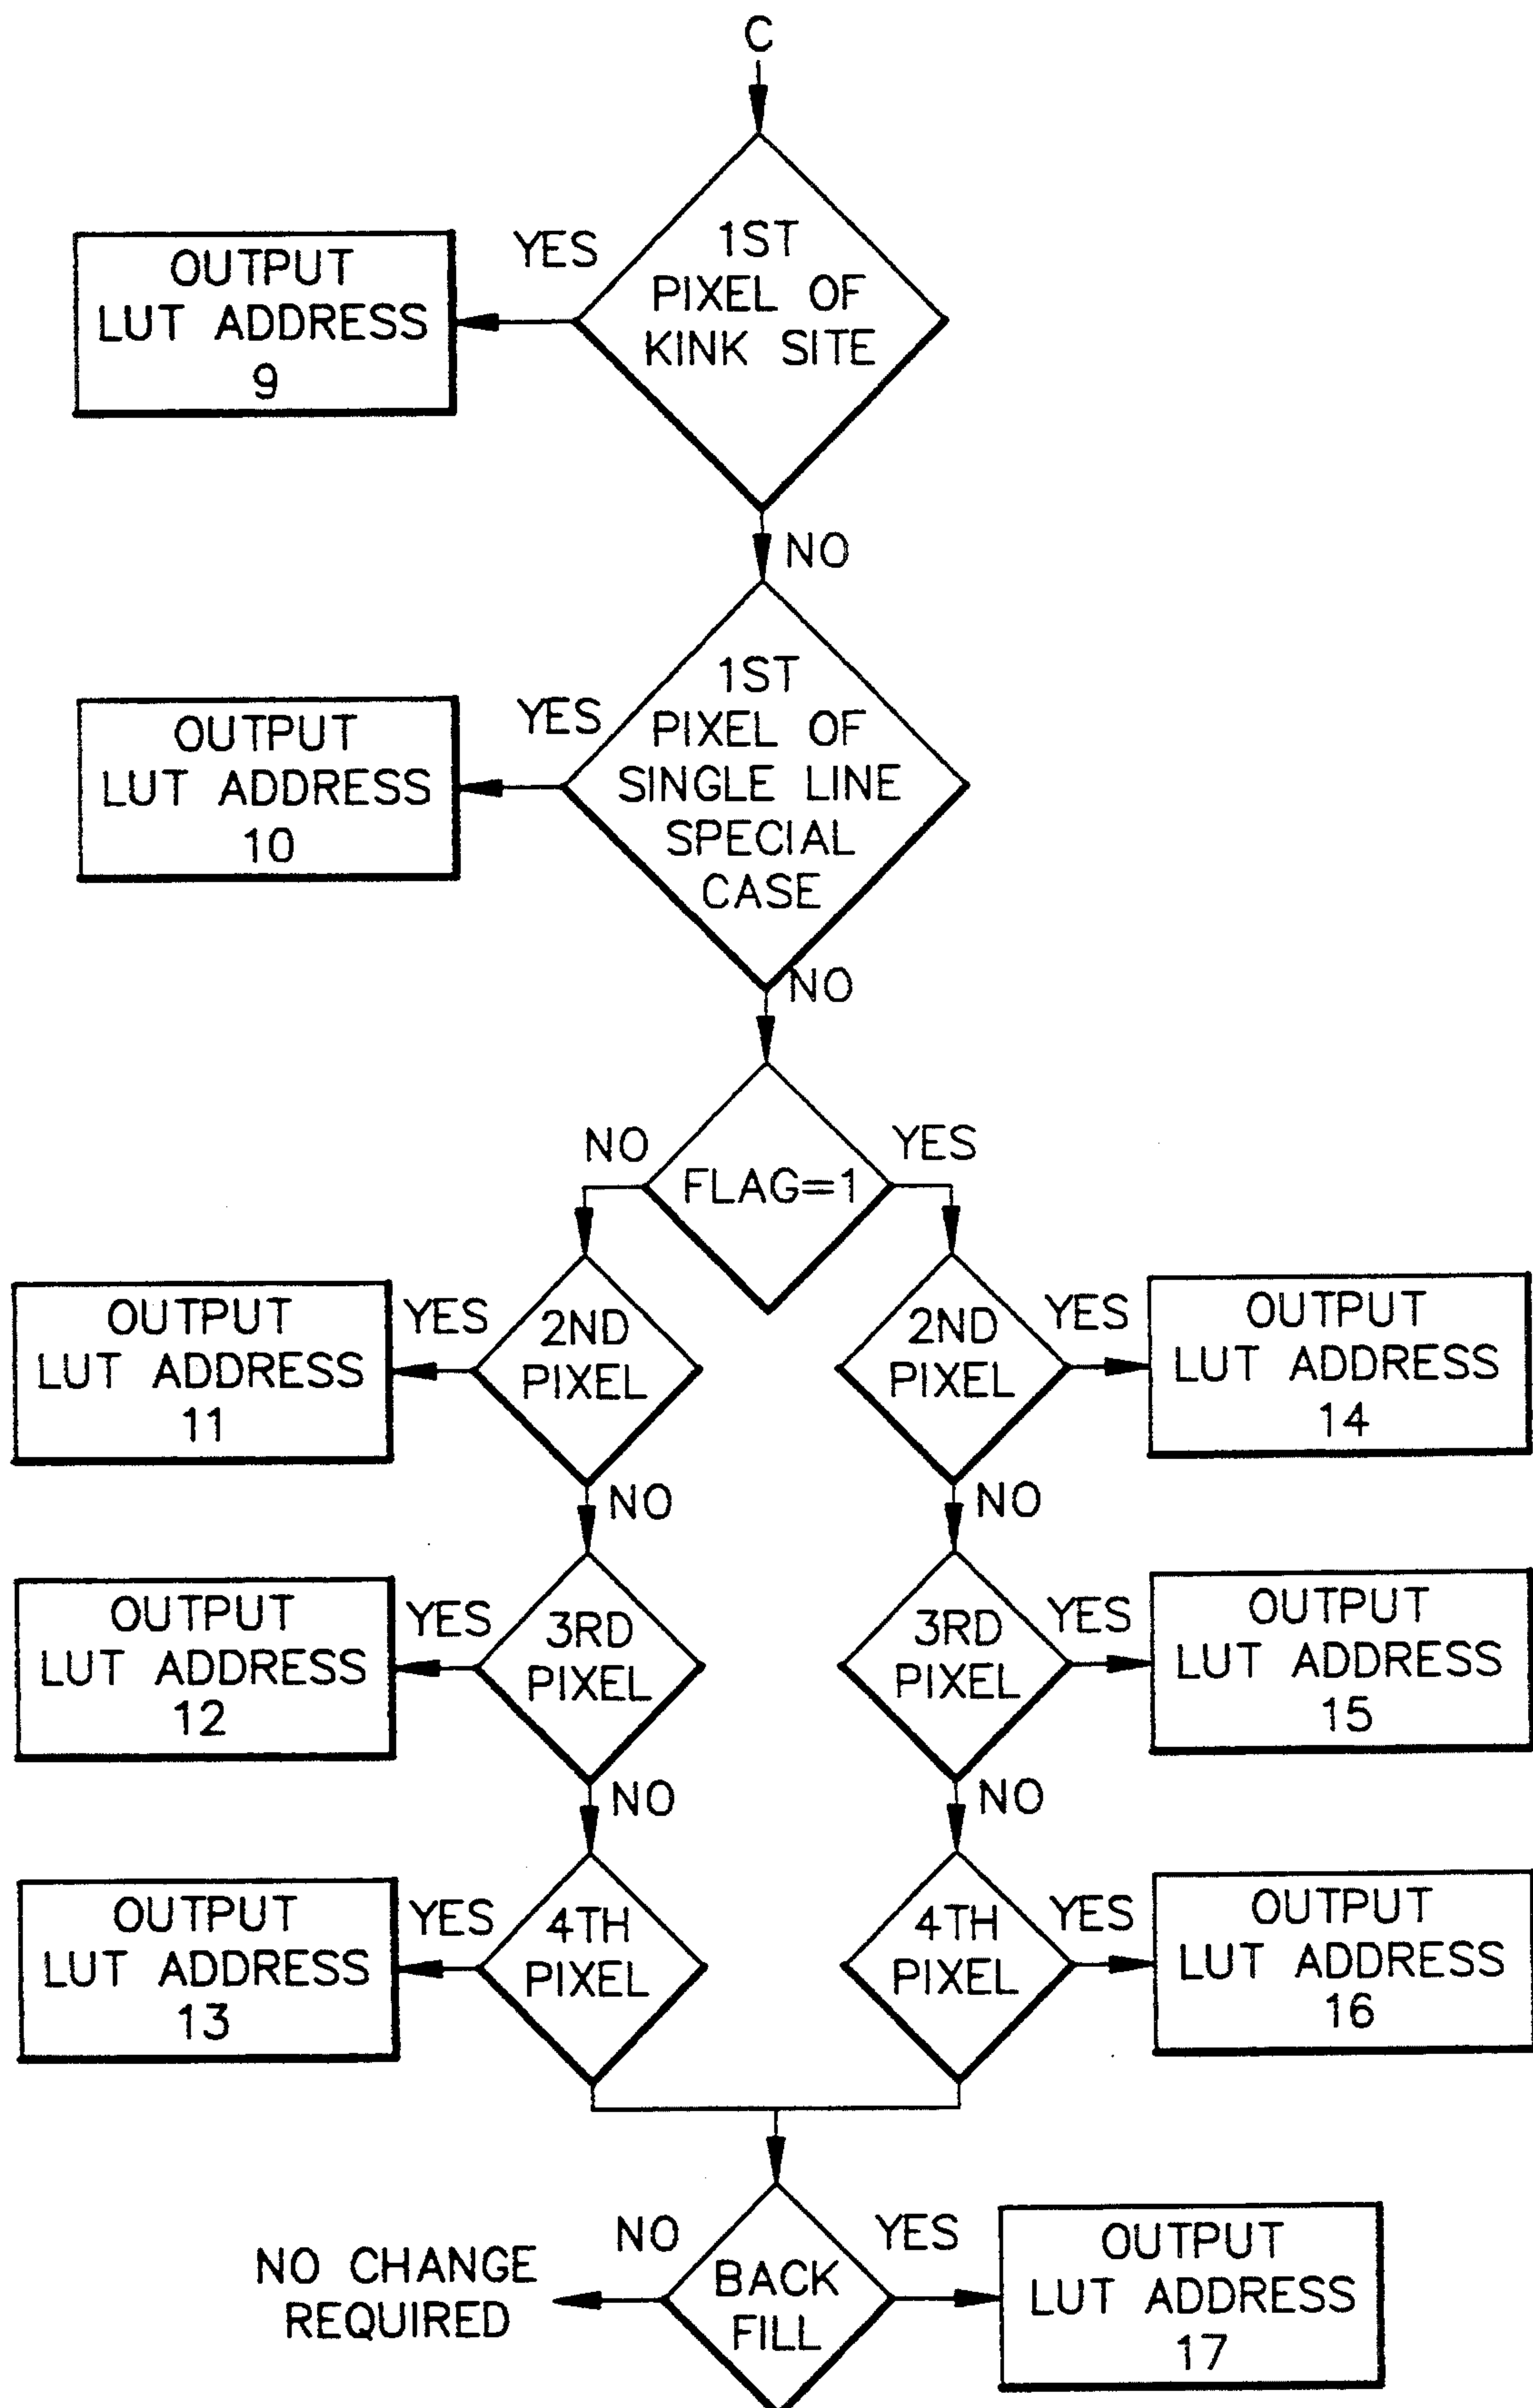 C
1ST
PIXEL OF
KINK SITE
YES
OUTPUT
LUT ADDRESS
9
NO
1ST
PIXEL OF
SINGLE LINE
SPECIAL
CASE
YES
OUTPUT
LUT ADDRESS
10
NO
FLAG=1
NO
YES
2ND
PIXEL
YES
OUTPUT
LUT ADDRESS
11
2ND
PIXEL
YES
OUTPUT
LUT ADDRESS
14
NO
NO
3RD
PIXEL
YES
OUTPUT
LUT ADDRESS
12
3RD
PIXEL
YES
OUTPUT
LUT ADDRESS
15
NO
NO
4TH
PIXEL
YES
OUTPUT
LUT ADDRESS
13
4TH
PIXEL
YES
OUTPUT
LUT ADDRESS
16
BACK
FILL
NO
NO CHANGE
REQUIRED
YES
OUTPUT
LUT ADDRESS
17